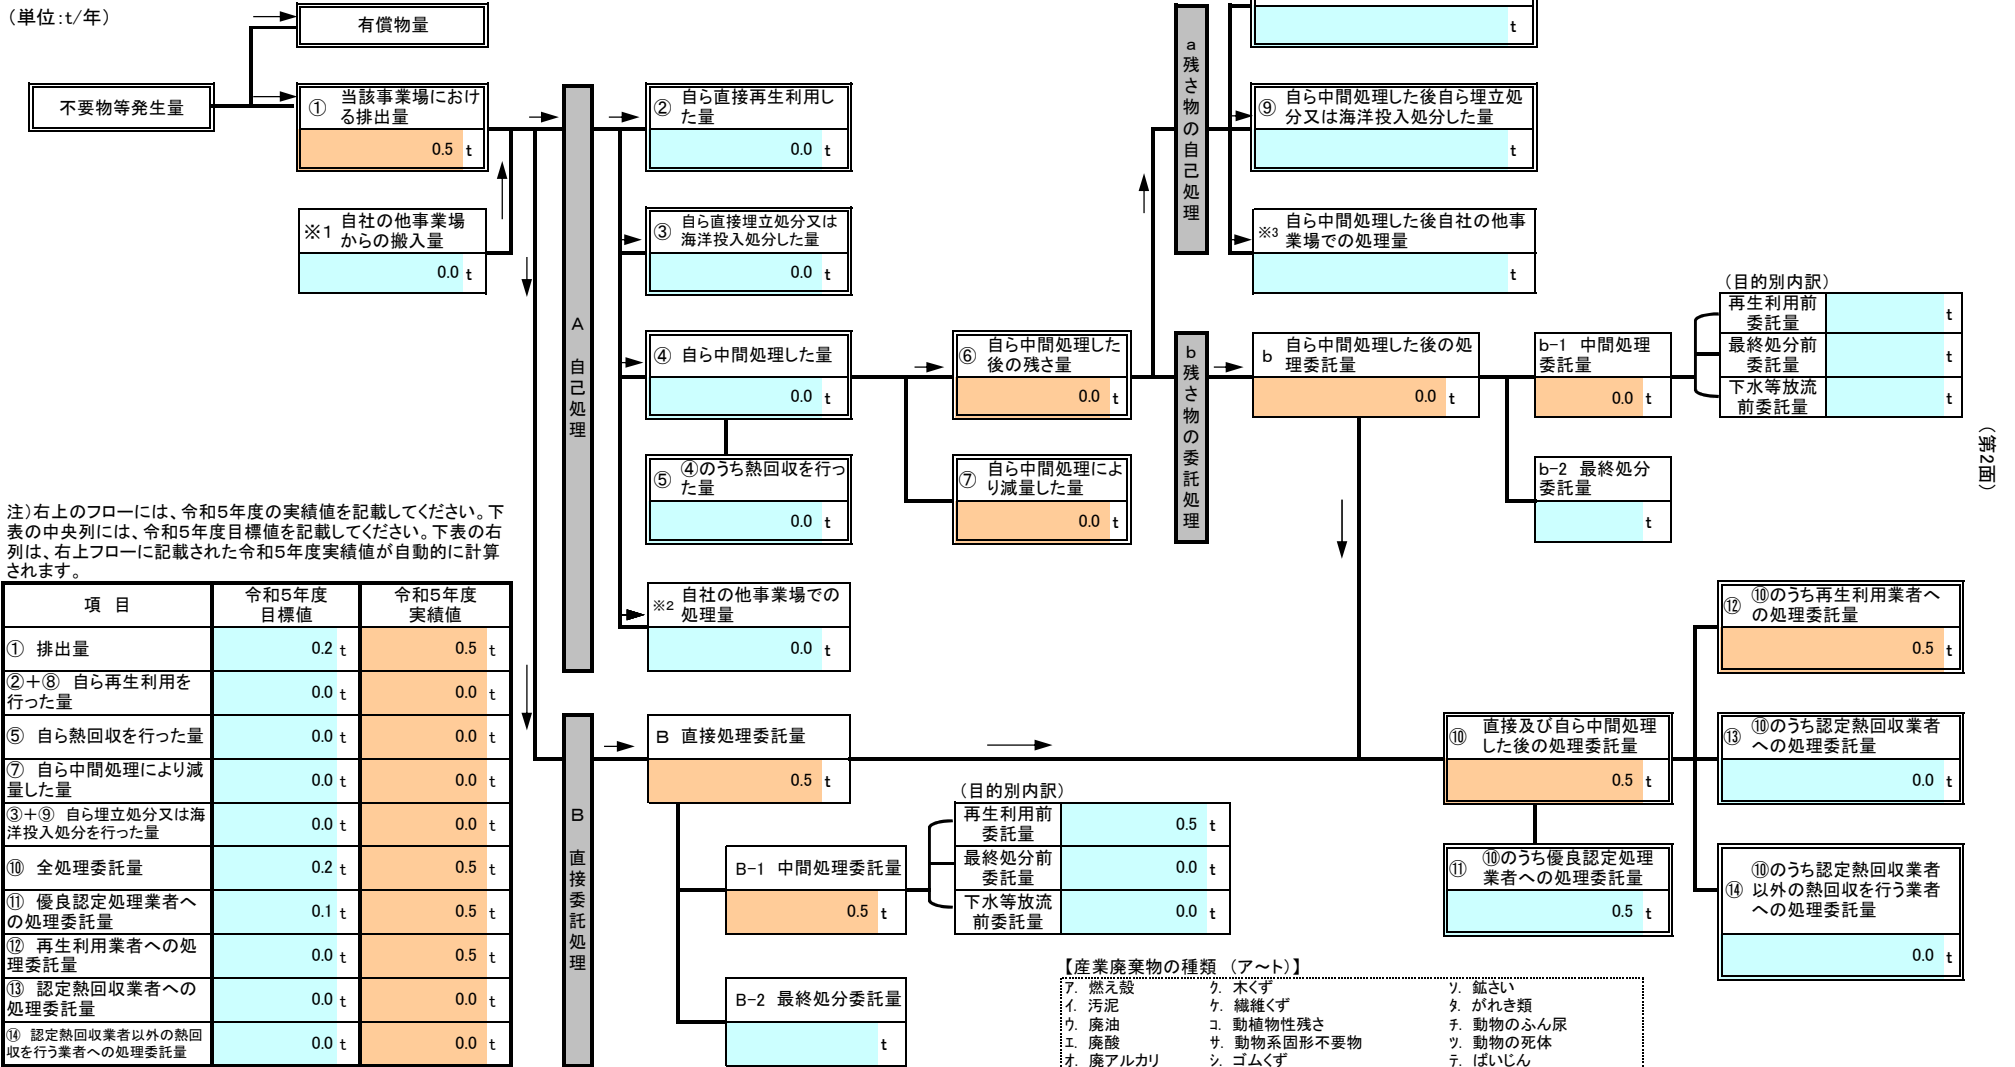 （単位:t/年）
有償物量
不要物等発生量
① 当該事業場におけ
る排出量
0.5 t
※1 自社の他事業場
からの搬入量
0.0 t
A 自己処理
② 自ら直接再生利用し
た量
0.0 t
③ 自ら直接埋立処分又は
海洋投入処分した量
0.0 t
④ 自ら中間処理した量
0.0 t
⑤ ④のうち熱回収を行っ
た量
0.0 t
※2 自社の他事業場での
処理量
0.0 t
⑥ 自ら中間処理した
後の残さ量
0.0 t
⑦ 自ら中間処理によ
り減量した量
0.0 t
a 残さ物の自己処理
t
⑨ 自ら中間処理した後自ら埋立処
分又は海洋投入処分した量
t
※3 自ら中間処理した後自社の他事
業場での処理量
t
b 残さ物の委託処理
b 自ら中間処理した後の処
理委託量
0.0 t
b-1 中間処理
委託量
0.0 t
b-2 最終処分
委託量
t
（目的別内訳）
再生利用前
委託量
t
最終処分前
委託量
t
下水等放流
前委託量
t
（第2面）
注）右上のフローには、令和5年度の実績値を記載してください。下
表の中央列には、令和5年度目標値を記載してください。下表の右
列は、右上フローに記載された令和5年度実績値が自動的に計算
されます。
項 目 令和5年度 目標値 令和5年度 実績値
① 排出量 0.2 t 0.5 t
②＋⑧ 自ら再生利用を
行った量 0.0 t 0.0 t
⑤ 自ら熱回収を行った量 0.0 t 0.0 t
⑦ 自ら中間処理により減
量した量 0.0 t 0.0 t
③＋⑨ 自ら埋立処分又は海
洋投入処分を行った量 0.0 t 0.0 t
⑩ 全処理委託量 0.2 t 0.5 t
⑪ 優良認定処理業者へ
の処理委託量 0.1 t 0.5 t
⑫ 再生利用業者への処
理委託量 0.0 t 0.5 t
⑬ 認定熱回収業者への
処理委託量 0.0 t 0.0 t
⑭ 認定熱回収業者以外の熱回
収を行う業者への処理委託量 0.0 t 0.0 t
B 直接委託処理
B 直接処理委託量
0.5 t
B-1 中間処理委託量
0.5 t
B-2 最終処分委託量
t
（目的別内訳）
再生利用前
委託量
0.5 t
最終処分前
委託量
0.0 t
下水等放流
前委託量
0.0 t
⑩ 直接及び自ら中間処理
した後の処理委託量
0.5 t
⑪ ⑩のうち優良認定処理
業者への処理委託量
0.5 t
⑫ ⑩のうち再生利用業者へ
の処理委託量
0.5 t
⑬ ⑩のうち認定熱回収業者
への処理委託量
0.0 t
⑭ ⑩のうち認定熱回収業者
以外の熱回収を行う業者
への処理委託量
0.0 t
【産業廃棄物の種類 （ア～ト）】
ア. 燃え殻 ク. 木くず ソ. 鉱さい
イ. 汚泥 ケ. 繊維くず タ. がれき類
ウ. 廃油 コ. 動植物性残さ チ. 動物のふん尿
エ. 廃酸 サ. 動物系固形不要物 ツ. 動物の死体
オ. 廃アルカリ シ. ゴムくず テ. ばいじん